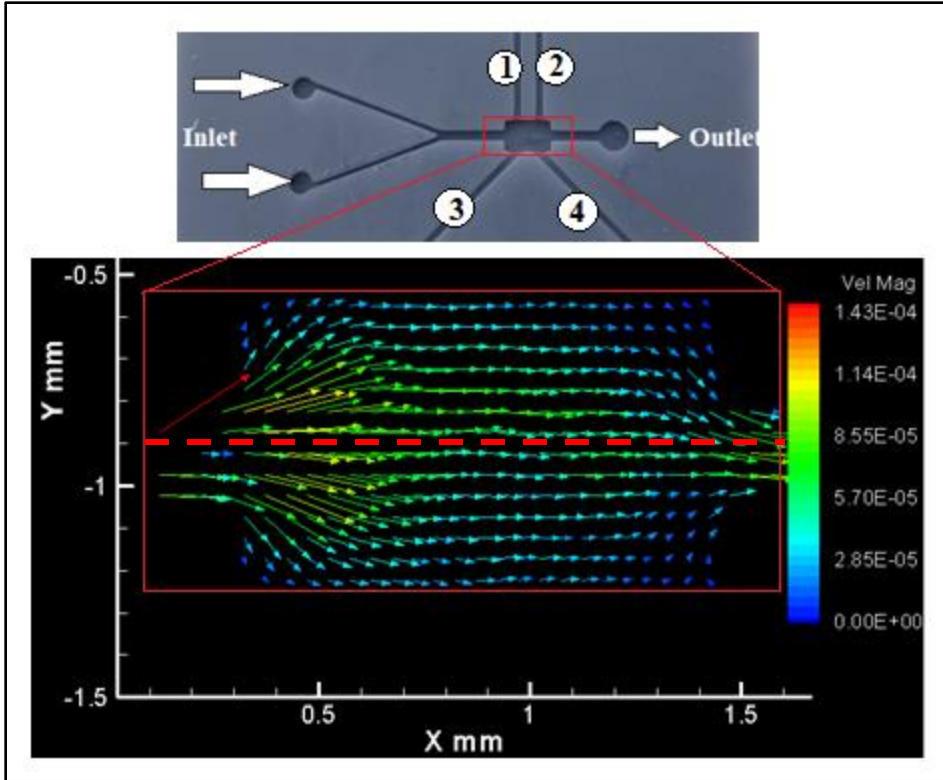 1 2
Inlet
Outlet
3 4
-0.5
-1
-1.5
Y mm
0.5 1 1.5
X mm
Vel Mag
1.43E-04
1.14E-04
8.55E-05
5.70E-05
2.85E-05
0.00E+00